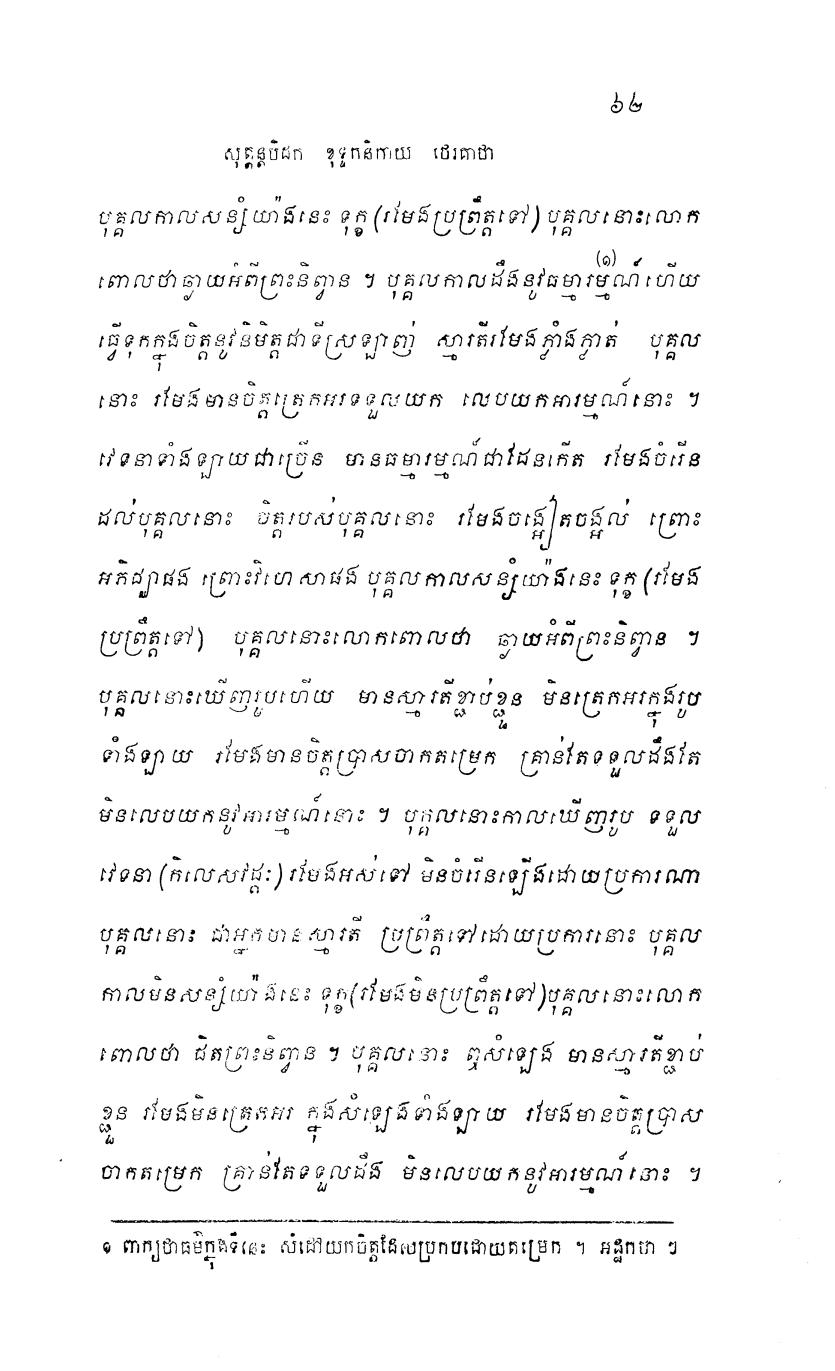 ៦២
សុត្តន្តបិដក ខុទ្ទកនិកាយ ថេរគាថា
បុគ្គលកាលសន្សំយ៉ាងនេះ ទុក្ខ (រមែងប្រព្រឹត្តទៅ) បុគ្គលនោះលោក
ពោលថាឆ្ងាយអំពីព្រះនិព្វាន ។ បុគ្គលកាលដឹងនូវធម្មារម្មណ៍(១) ហើយ
ធ្វើទុកក្នុងចិត្តនូវនិមិត្តជាទីស្រឡាញ់ ស្មារតីរមែងភ្លាំងភ្លាត់ បុគ្គល
នោះ រមែងមានចិត្តត្រេកអរទទួលយក លេបយកអារម្មណ៍នោះ ។
វេទនាទាំងឡាយជាច្រើន មានធម្មារម្មណ៍ជាដែនកើត រមែងចំរើន
ដល់បុគ្គលនោះ ចិត្តរបស់បុគ្គលនោះ រមែងចង្អៀតចង្អល់ ព្រោះ
អភិជ្ឈាផង ព្រោះវិហេសាផង បុគ្គលកាលសន្សំយ៉ាងនេះ ទុក្ខ (រមែង
ប្រព្រឹត្តទៅ) បុគ្គលនោះលោកពោលថា ឆ្ងាយអំពីព្រះនិព្វាន ។
បុគ្គលនោះឃើញរូបហើយ មានស្មារតីខ្ជាប់ខ្ជួន មិនត្រេកអរក្នុងរូប
ទាំងឡាយ រមែងមានចិត្តប្រាសចាកតម្រេក គ្រាន់តែទទួលដឹងតែ
មិនលេបយកនូវអារម្មណ៍នោះ ។ បុគ្គលនោះកាលឃើញរូប ទទួល
វេទនា (កិលេសវដ្តៈ) រមែងអស់ទៅ មិនចំរើនឡើងដោយប្រការណា
បុគ្គលនោះ ជាអ្នកមានស្មារតី ប្រព្រឹត្តទៅដោយប្រការនោះ បុគ្គល
កាលមិនសន្សំយ៉ាងនេះ ទុក្ខ (រមែងមិនប្រព្រឹត្តទៅ) បុគ្គលនោះលោក
ពោលថា ជិតព្រះនិព្វាន ។ បុគ្គលនោះ ឮសំឡេង មានស្មារតីខ្ជាប់
ខ្ជួន រមែងមិនត្រេកអរ ក្នុងសំឡេងទាំងឡាយ រមែងមានចិត្តប្រាស
ចាកតម្រេក គ្រាន់តែទទួលដឹង មិនលេបយកនូវអារម្មណ៍នោះ ។
១ ពាក្យថាធម៌ក្នុងទីនេះ សំដៅយកចិត្តដែលប្រកបដោយតម្រេក ។ អដ្ឋកថា ៗ